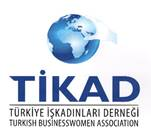 TİKAD
TÜRKİYE İŞKADINLARI DERNEĞİ
TURKISH BUSINESSWOMEN ASSOCIATION